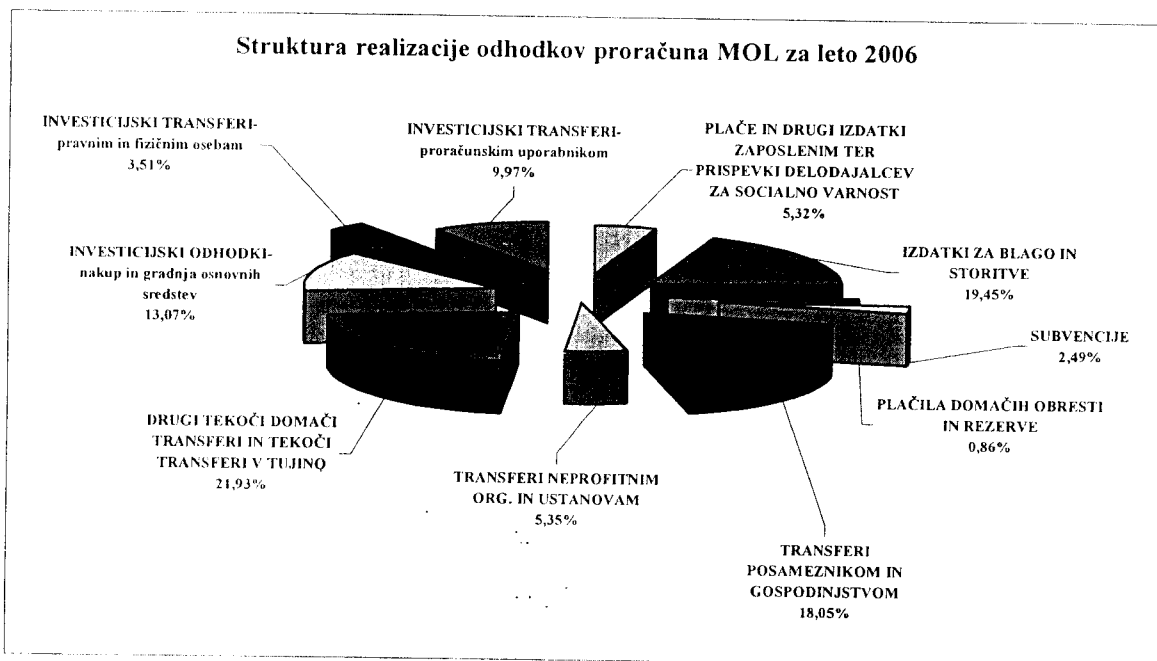 Struktura realizacije odhodkov proračuna MOL za leto 2006
INVESTICIJSKI TRANSFERI-
pravnim in fizičnim osebam
3,51%
INVESTICIJSKI TRANSFERI-
proračunskim uporabnikom
9,97%
PLAČE IN DRUGI IZDATKI
ZAPOSLENIM TER
PRISPEVKI DELODAJALCEV
ZA SOCIALNO VARNOST
5,32%
INVESTICIJSKI ODHODKI-
nakup in gradnja osnovnih
sredstev
13,07%
IZDATKI ZA BLAGO IN
STORITVE
19,45%
SUBVENCIJE
2,49%
PLAČILA DOMAČIH OBRESTI
IN REZERVE
0,86%
DRUGI TEKOČI DOMAČI
TRANSFERI IN TEKOČI
TRANSFERI V TUJINO
21,93%
TRANSFERI NEPROFITNIM
ORG. IN USTANOVAM
5,35%
TRANSFERI
POSAMEZNIKOM IN
GOSPODINJSTVOM
18,05%